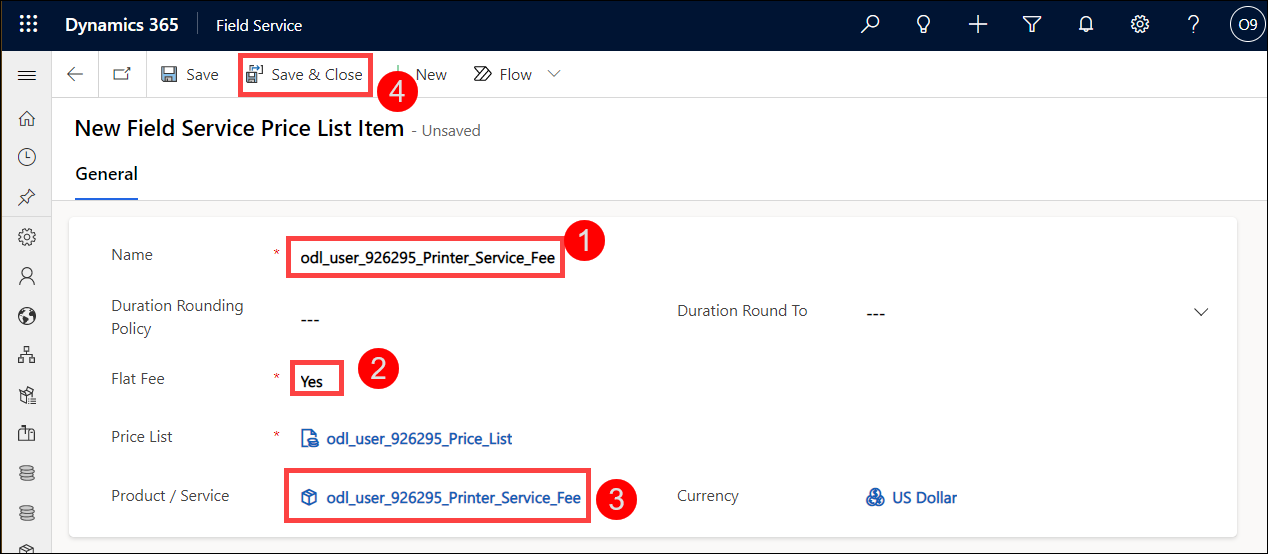 Dynamics 365 Field Service O9
Save Save & Close 4 New Flow
New Field Service Price List Item - Unsaved
General
Name * odl_user_926295_Printer_Service_Fee 1
Duration Rounding Policy --- Duration Round To ---
Flat Fee * Yes 2
Price List * odl_user_926295_Price_List
Product / Service odl_user_926295_Printer_Service_Fee 3 Currency US Dollar